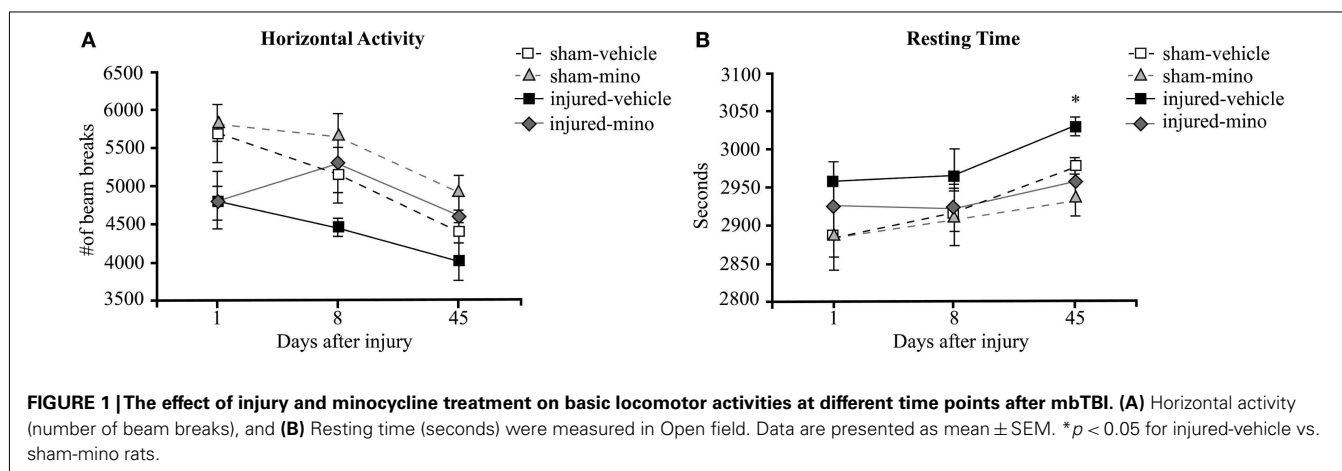 A
Horizontal Activity
6500
6000
5500
5000
4500
4000
3500
#of beam breaks
1 8 45
Days after injury
sham-vehicle
sham-mino
injured-vehicle
injured-mino
B
Resting Time
3100
3050
3000
2950
2900
2850
2800
Seconds
*
1 8 45
Days after injury
sham-vehicle
sham-mino
injured-vehicle
injured-mino
FIGURE 1 | The effect of injury and minocycline treatment on basic locomotor activities at different time points after mbTBI. (A) Horizontal activity
(number of beam breaks), and (B) Resting time (seconds) were measured in Open field. Data are presented as mean ± SEM. *p < 0.05 for injured-vehicle vs.
sham-mino rats.